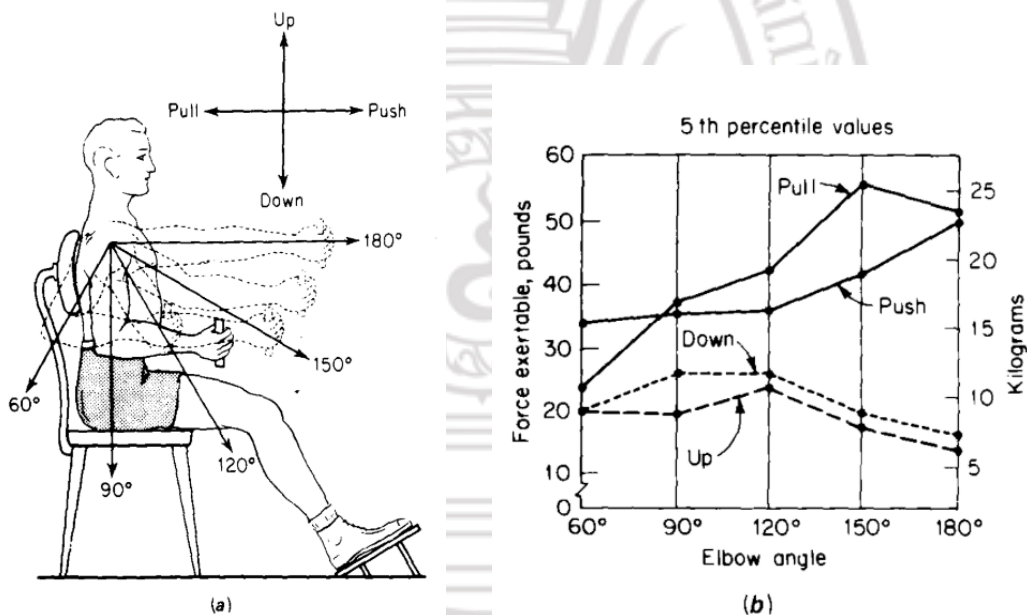 Up
Pull
Push
Down
180°
150°
60°
120°
90°
(a)
5 th percentile values
Force exertable, pounds
60
50
40
30
20
10
0
Pull
Push
Down
Up
25
20
15
10
5
Kilograms
60° 90° 120° 150° 180°
Elbow angle
(b)